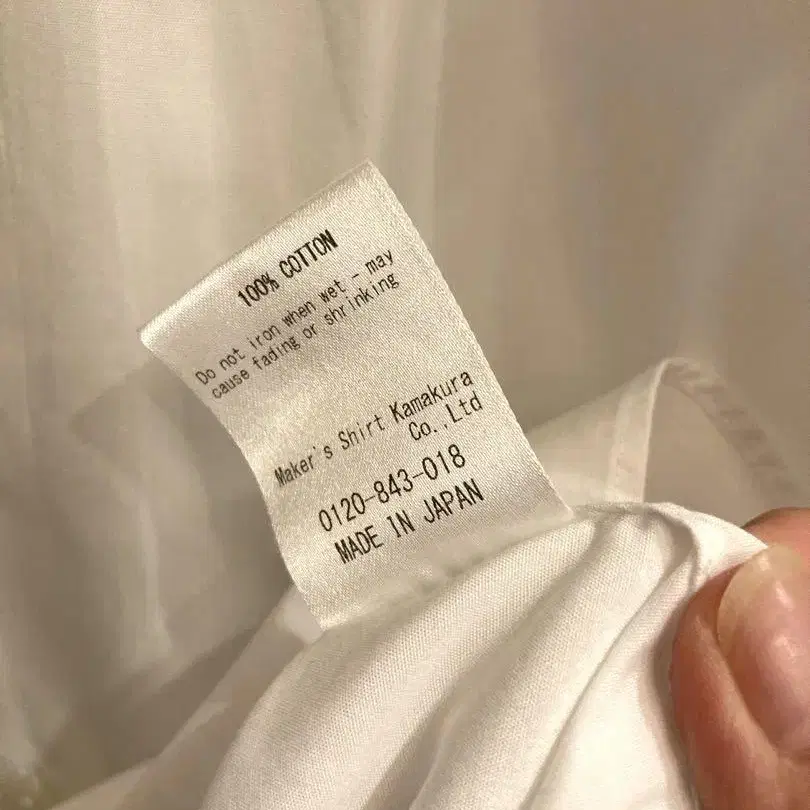 100% COTTON
Do not iron when wet - may
cause fading or shrinking
Maker's Shirt Kamakura
Co.,Ltd
0120-843-018
MADE IN JAPAN